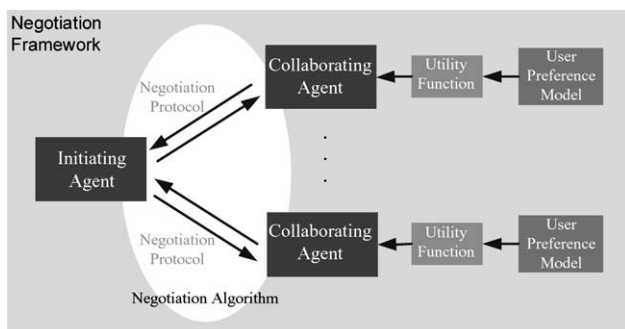 Negotiation
Framework
Collaborating
Agent
Utility
Function
User
Preference
Model
Negotiation
Protocol
Initiating
Agent
Negotiation
Protocol
Collaborating
Agent
Utility
Function
User
Preference
Model
Negotiation Algorithm